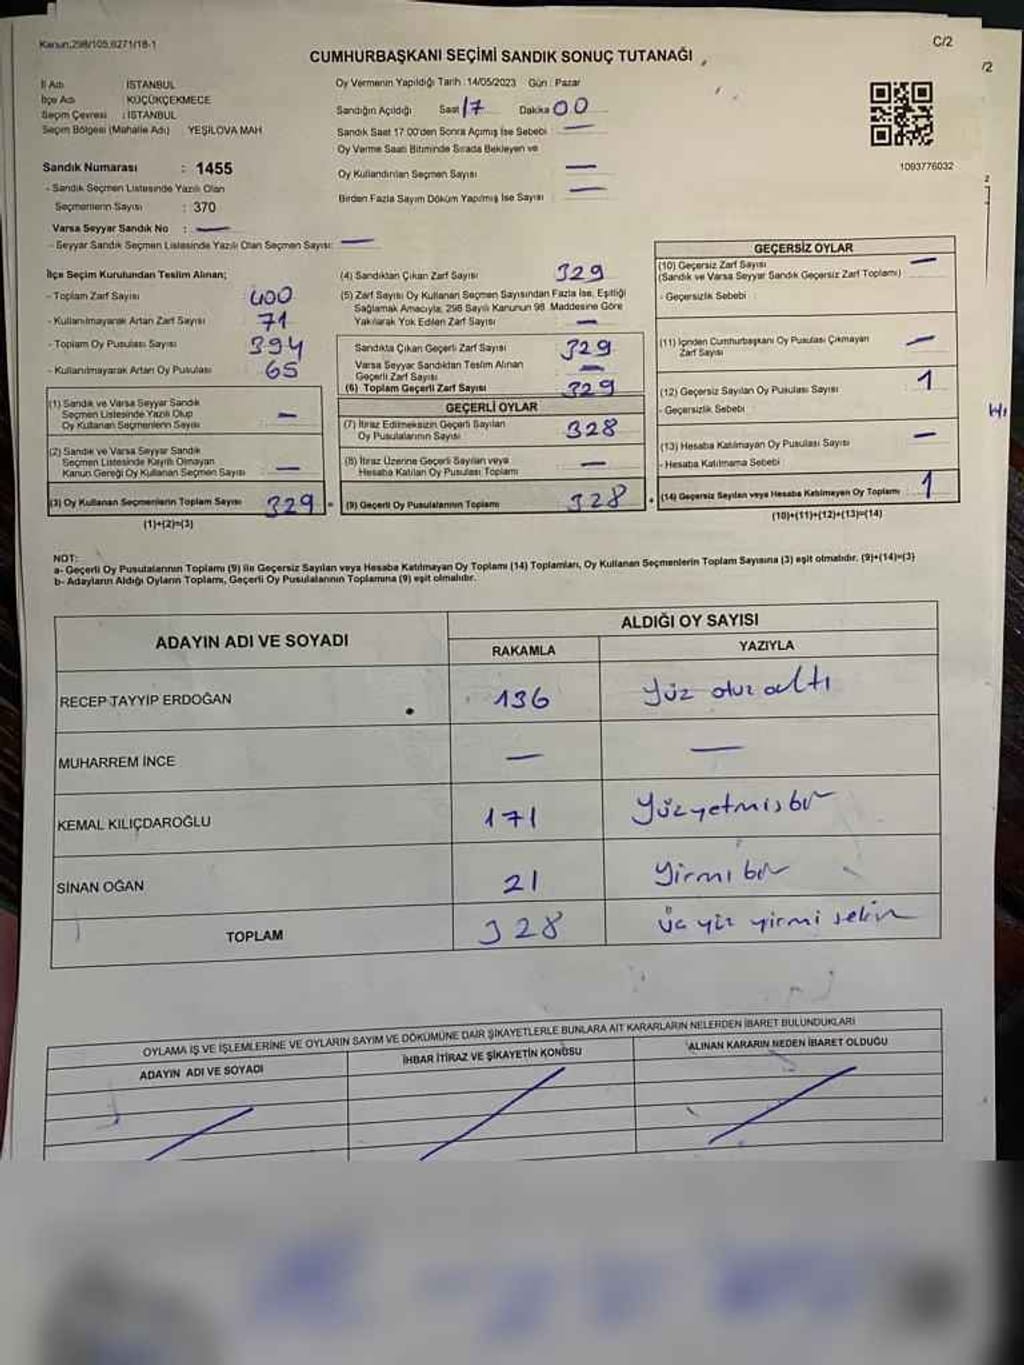 Kanun;298/105,6271/18-1
C/2
/2
CUMHURBAŞKANI SEÇİMİ SANDIK SONUÇ TUTANAĞI
İl Adı : İSTANBUL
İlçe Adı : KÜÇÜKÇEKMECE
Seçim Çevresi : İSTANBUL
Seçim Bölgesi (Mahalle Adı) : YEŞİLOVA MAH
Sandık Numarası : 1455
- Sandık Seçmen Listesinde Yazılı Olan
Seçmenlerin Sayısı : 370
Varsa Seyyar Sandık No : —
- Seyyar Sandık Seçmen Listesinde Yazılı Olan Seçmen Sayısı: —
Oy Vermenin Yapıldığı Tarih : 14/05/2023 Gün : Pazar
Sandığın Açıldığı Saat 17 Dakika 00
Sandık Saat 17.00'den Sonra Açımış İse Sebebi : —
Oy Verme Saati Bitiminde Sırada Bekleyen ve
Oy Kullandırılan Seçmen Sayısı : —
Birden Fazla Sayım Döküm Yapılmış İse Sayısı : —
1093776032
2
İlçe Seçim Kurulundan Teslim Alınan;
- Toplam Zarf Sayısı : 400
- Kullanılmayarak Artan Zarf Sayısı : 71
- Toplam Oy Pusulası Sayısı : 394
- Kullanılmayarak Artan Oy Pusulası : 65
(1) Sandık ve Varsa Seyyar Sandık
Seçmen Listesinde Yazılı Olup
Oy Kullanan Seçmenlerin Sayısı : —
(2) Sandık ve Varsa Seyyar Sandık
Seçmen Listesinde Kayıtlı Olmayan
Kanun Gereği Oy Kullanan Seçmen Sayısı : —
(3) Oy Kullanan Seçmenlerin Toplam Sayısı : 329
(1)+(2)=(3)
(4) Sandıktan Çıkan Zarf Sayısı : 329
(5) Zarf Sayısı Oy Kullanan Seçmen Sayısından Fazla İse, Eşitliği
Sağlamak Amacıyla; 298 Sayılı Kanunun 98. Maddesine Göre
Yakılarak Yok Edilen Zarf Sayısı : —
Sandıkta Çıkan Geçerli Zarf Sayısı : 329
Varsa Seyyar Sandıktan Teslim Alınan
Geçerli Zarf Sayısı : —
(6) Toplam Geçerli Zarf Sayısı : 329
GEÇERLİ OYLAR
(7) İtiraz Edilmeksizin Geçerli Sayılan
Oy Pusulalarının Sayısı : 328
(8) İtiraz Üzerine Geçerli Sayılan veya
Hesaba Katılan Oy Pusulası Toplamı : —
(9) Geçerli Oy Pusulalarının Toplamı : 328
GEÇERSİZ OYLAR
(10) Geçersiz Zarf Sayısı : —
(Sandık ve Varsa Seyyar Sandık Geçersiz Zarf Toplamı)
- Geçersizlik Sebebi :
(11) İçinden Cumhurbaşkanı Oy Pusulası Çıkmayan
Zarf Sayısı : —
(12) Geçersiz Sayılan Oy Pusulası Sayısı : 1
- Geçersizlik Sebebi :
(13) Hesaba Katılmayan Oy Pusulası Sayısı : —
- Hesaba Katılmama Sebebi :
(14) Geçersiz Sayılan veya Hesaba Katılmayan Oy Toplamı : 1
(10)+(11)+(12)+(13)=(14)
NOT:
a- Geçerli Oy Pusulalarının Toplamı (9) ile Geçersiz Sayılan veya Hesaba Katılmayan Oy Toplamı (14) Toplamları, Oy Kullanan Seçmenlerin Toplam Sayısına (3) eşit olmalıdır. (9)+(14)=(3)
b- Adayların Aldığı Oyların Toplamı, Geçerli Oy Pusulalarının Toplamına (9) eşit olmalıdır.
ADAYIN ADI VE SOYADI
ALDIĞI OY SAYISI
RAKAMLA YAZIYLA
RECEP TAYYİP ERDOĞAN 136 Yüz otuz altı
MUHARREM İNCE — —
KEMAL KILIÇDAROĞLU 171 Yüzyetmişbir
SİNAN OĞAN 21 Yirmi bir
TOPLAM 328 üç yüz yirmi sekiz
OYLAMA İŞ VE İŞLEMLERİNE VE OYLARIN SAYIM VE DÖKÜMÜNE DAİR ŞİKAYETLERLE BUNLARA AİT KARARLARIN NELERDEN İBARET BULUNDUKLARI
ADAYIN ADI VE SOYADI İHBAR İTİRAZ VE ŞİKAYETİN KONUSU ALINAN KARARIN NEDEN İBARET OLDUĞU